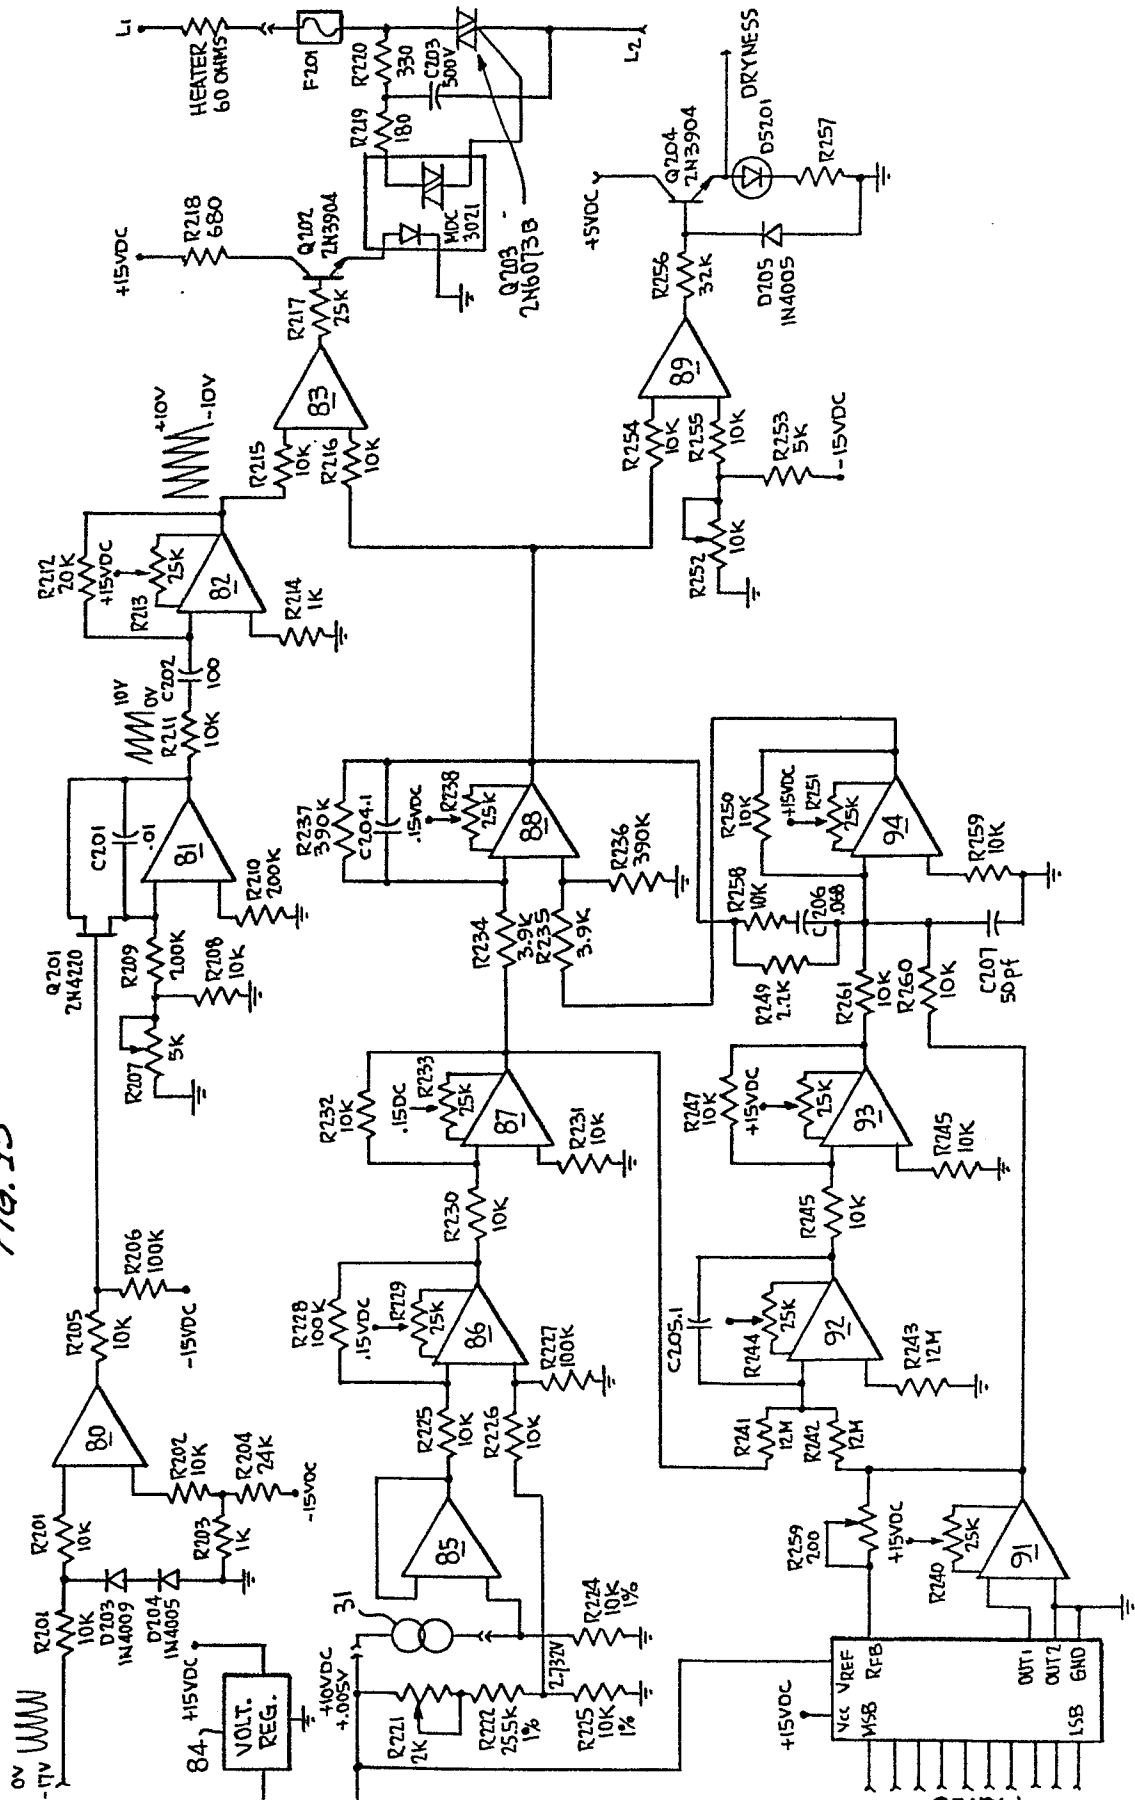 FIG. 13
L1
HEATER
60 OHMS
F201
R220
330
C203
500V
L2
R219
180
MDC
3021
Q203
2N6073B
+15VDC
R218
680
Q202
2N3904
R217
25K
83
+10V
-10V
R215
10K
R216
10K
R212
20K
+15VDC
R213
25K
82
R214
1K
C202
100
10V
0V
R211
10K
C201
.01
81
R210
200K
Q201
2N4220
R209
200K
R208
10K
R207
5K
R206
100K
-15VDC
R205
10K
80
R202
10K
R204
24K
-15VDC
R203
1K
R201
10K
D203
1N4009
D204
1N4005
R201
10K
0V
-17V
+5VDC
Q204
2N3904
DRYNESS
D5201
R257
D205
1N4005
R256
32K
89
R254
10K
R255
10K
R253
5K
-15VDC
R252
10K
R237
390K
C204.1
.15VDC
R238
25K
88
R236
390K
R234
3.9K
R235
3.9K
R232
10K
.15DC
R233
25K
87
R231
10K
R230
10K
R228
100K
.15VDC
R229
25K
86
R227
100K
R225
10K
R226
10K
85
31
R224
10K
1%
2.732V
+10VDC
+.005V
R221
2K
R222
25.5K
1%
R225
10K
1%
84
+15VDC
VOLT.
REG.
R250
10K
+15VDC
R251
25K
94
R259
10K
R258
10K
C206
.068
R249
2.2K
R261
10K
R260
10K
C207
50pf
R247
10K
+15VDC
25K
93
R245
10K
R245
10K
C205.1
R244
25K
92
R243
12M
R241
12M
R242
12M
R259
200
+15VDC
R240
25K
91
+15VDC
Vcc
VREF
MSB
RFB
OUT1
OUT2
GND
LSB